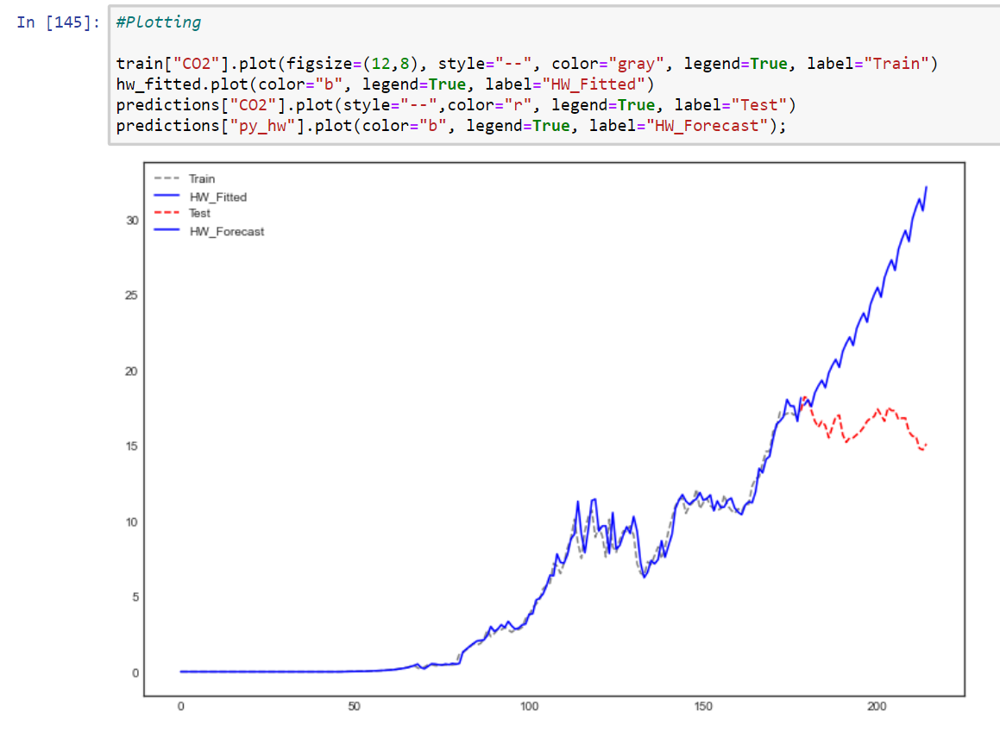 In [145]: #Plotting
train["CO2"].plot(figsize=(12,8), style="--", color="gray", legend=True, label="Train")
hw_fitted.plot(color="b", legend=True, label="HW_Fitted")
predictions["CO2"].plot(style="--",color="r", legend=True, label="Test")
predictions["py_hw"].plot(color="b", legend=True, label="HW_Forecast");
Train
HW_Fitted
Test
HW_Forecast
30
25
20
15
10
5
0
0 50 100 150 200